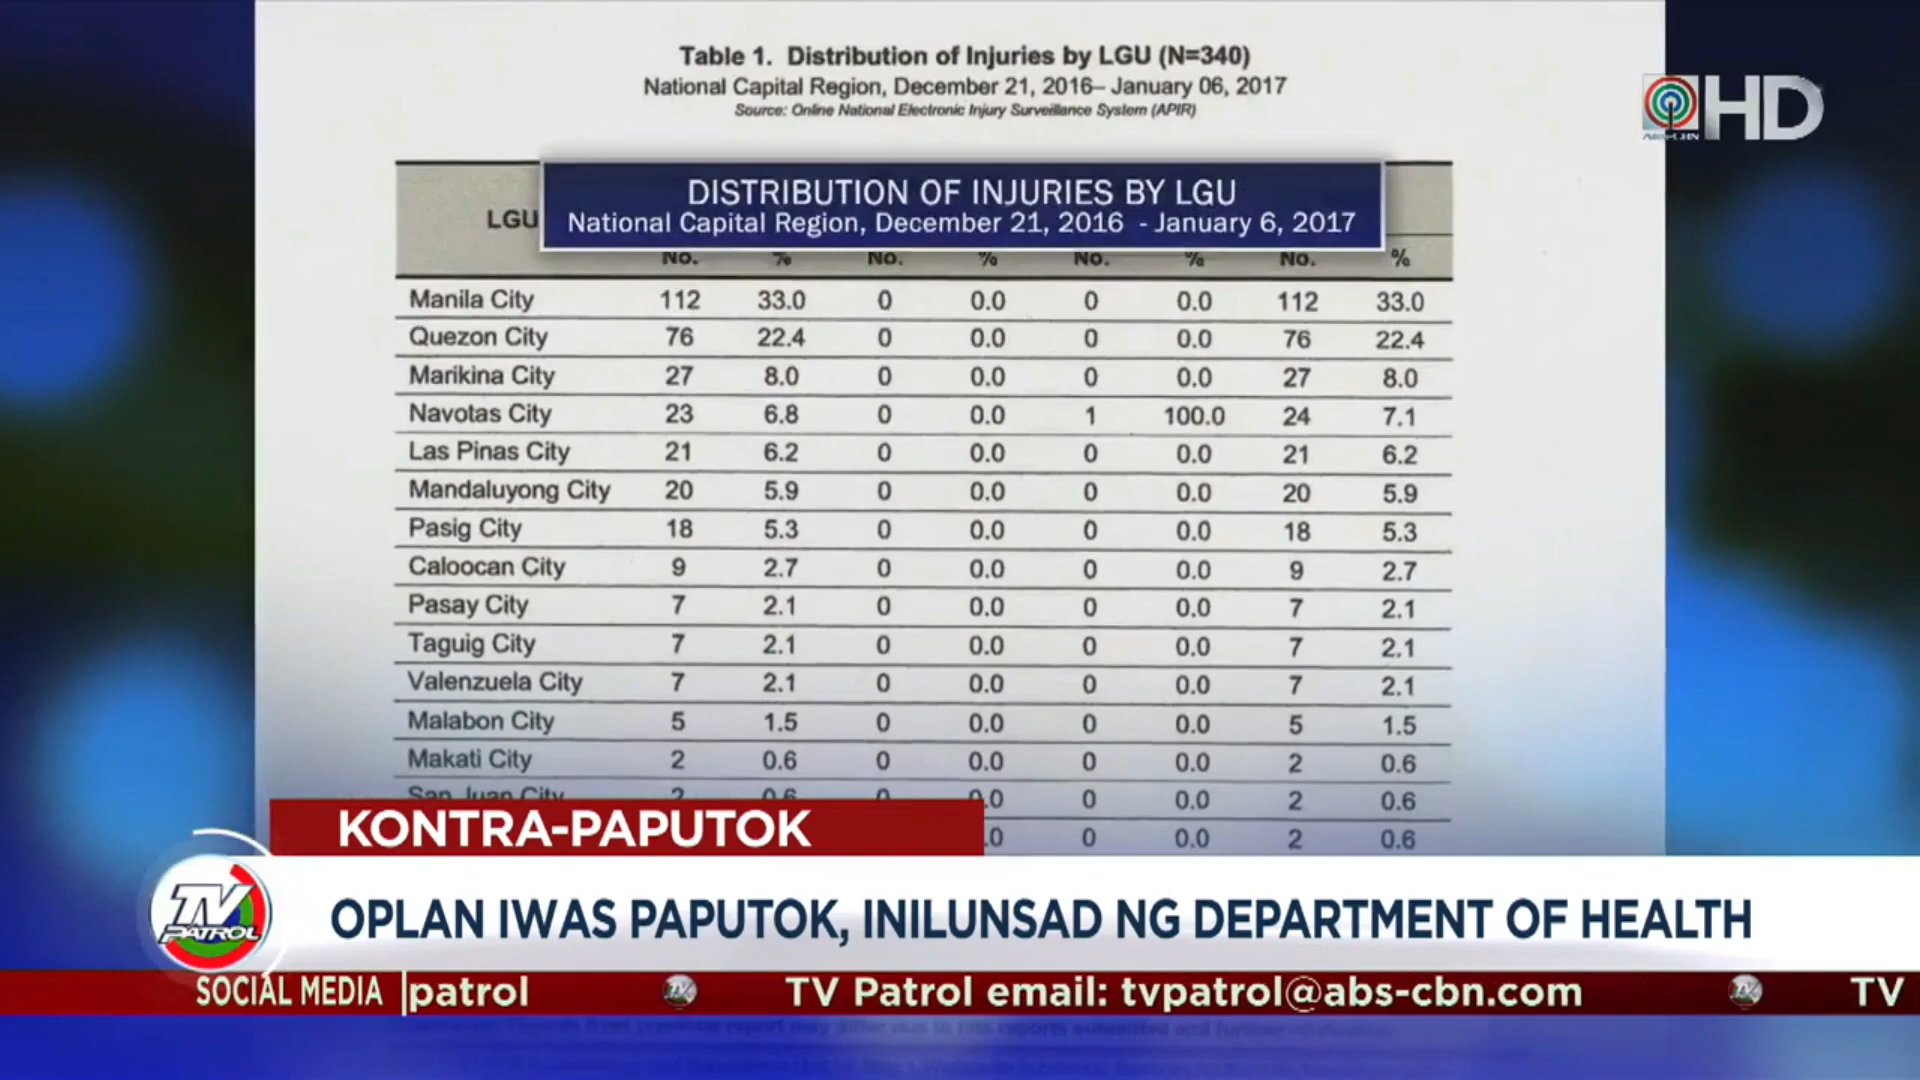 Table 1. Distribution of Injuries by LGU (N=340)
National Capital Region, December 21, 2016– January 06, 2017
Source: Online National Electronic Injury Surveillance System (APIR)
ABS-CBN HD
DISTRIBUTION OF INJURIES BY LGU
National Capital Region, December 21, 2016 - January 6, 2017
LGU
No. % No. % No. % No. %
Manila City 112 33.0 0 0.0 0 0.0 112 33.0
Quezon City 76 22.4 0 0.0 0 0.0 76 22.4
Marikina City 27 8.0 0 0.0 0 0.0 27 8.0
Navotas City 23 6.8 0 0.0 1 100.0 24 7.1
Las Pinas City 21 6.2 0 0.0 0 0.0 21 6.2
Mandaluyong City 20 5.9 0 0.0 0 0.0 20 5.9
Pasig City 18 5.3 0 0.0 0 0.0 18 5.3
Caloocan City 9 2.7 0 0.0 0 0.0 9 2.7
Pasay City 7 2.1 0 0.0 0 0.0 7 2.1
Taguig City 7 2.1 0 0.0 0 0.0 7 2.1
Valenzuela City 7 2.1 0 0.0 0 0.0 7 2.1
Malabon City 5 1.5 0 0.0 0 0.0 5 1.5
Makati City 2 0.6 0 0.0 0 0.0 2 0.6
San Juan City 2 0.6 0 0.0 0 0.0 2 0.6
.0 0 0.0 2 0.6
KONTRA-PAPUTOK
TV PATROL
OPLAN IWAS PAPUTOK, INILUNSAD NG DEPARTMENT OF HEALTH
SOCIAL MEDIA patrol TV Patrol email: tvpatrol@abs-cbn.com TV